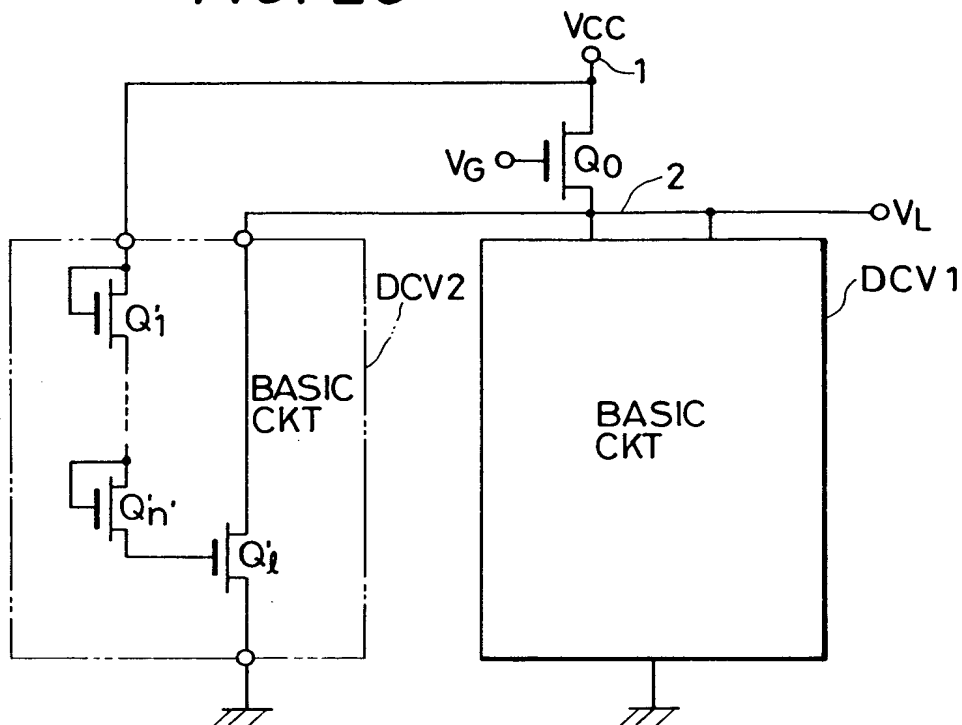 VCC
1
VG
Q0
2
VL
DCV2
DCV1
Q'1
BASIC
CKT
BASIC
CKT
Q'n'
Q'ℓ